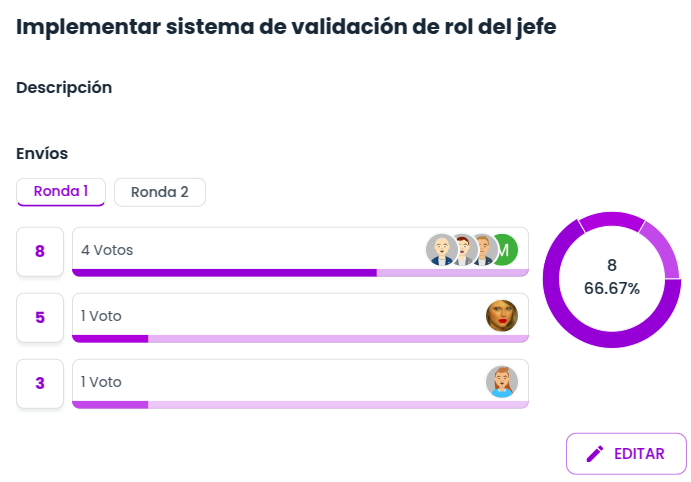 Implementar sistema de validación de rol del jefe
Descripción
Envíos
Ronda 1
Ronda 2
8
4 Votos
M
5
1 Voto
3
1 Voto
8
66.67%
EDITAR